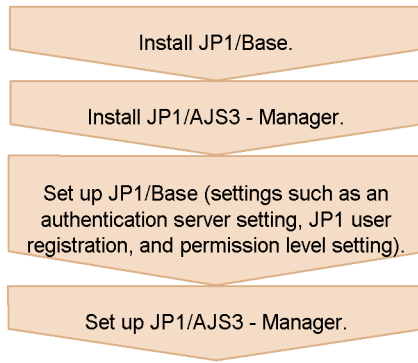 Install JP1/Base.
Install JP1/AJS3 - Manager.
Set up JP1/Base (settings such as an
authentication server setting, JP1 user
registration, and permission level setting).
Set up JP1/AJS3 - Manager.